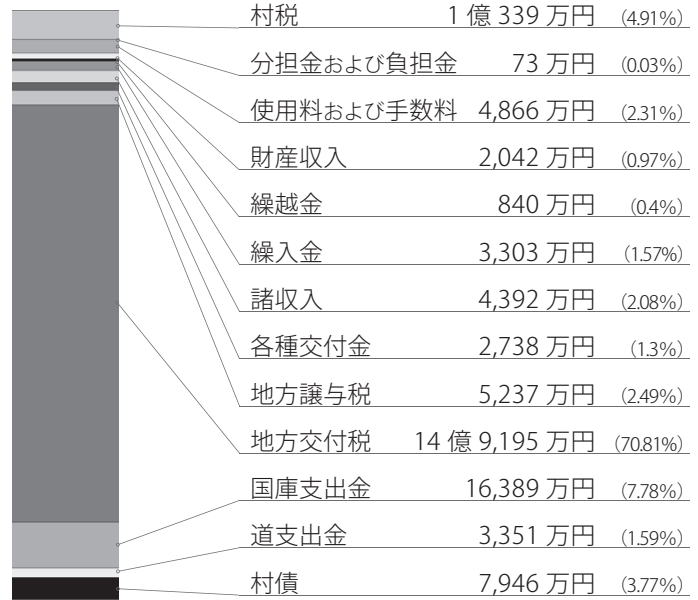 村税 1 億 339 万円 (4.91%)
分担金および負担金 73 万円 (0.03%)
使用料および手数料 4,866 万円 (2.31%)
財産収入 2,042 万円 (0.97%)
繰越金 840 万円 (0.4%)
繰入金 3,303 万円 (1.57%)
諸収入 4,392 万円 (2.08%)
各種交付金 2,738 万円 (1.3%)
地方譲与税 5,237 万円 (2.49%)
地方交付税 14 億 9,195 万円 (70.81%)
国庫支出金 16,389 万円 (7.78%)
道支出金 3,351 万円 (1.59%)
村債 7,946 万円 (3.77%)